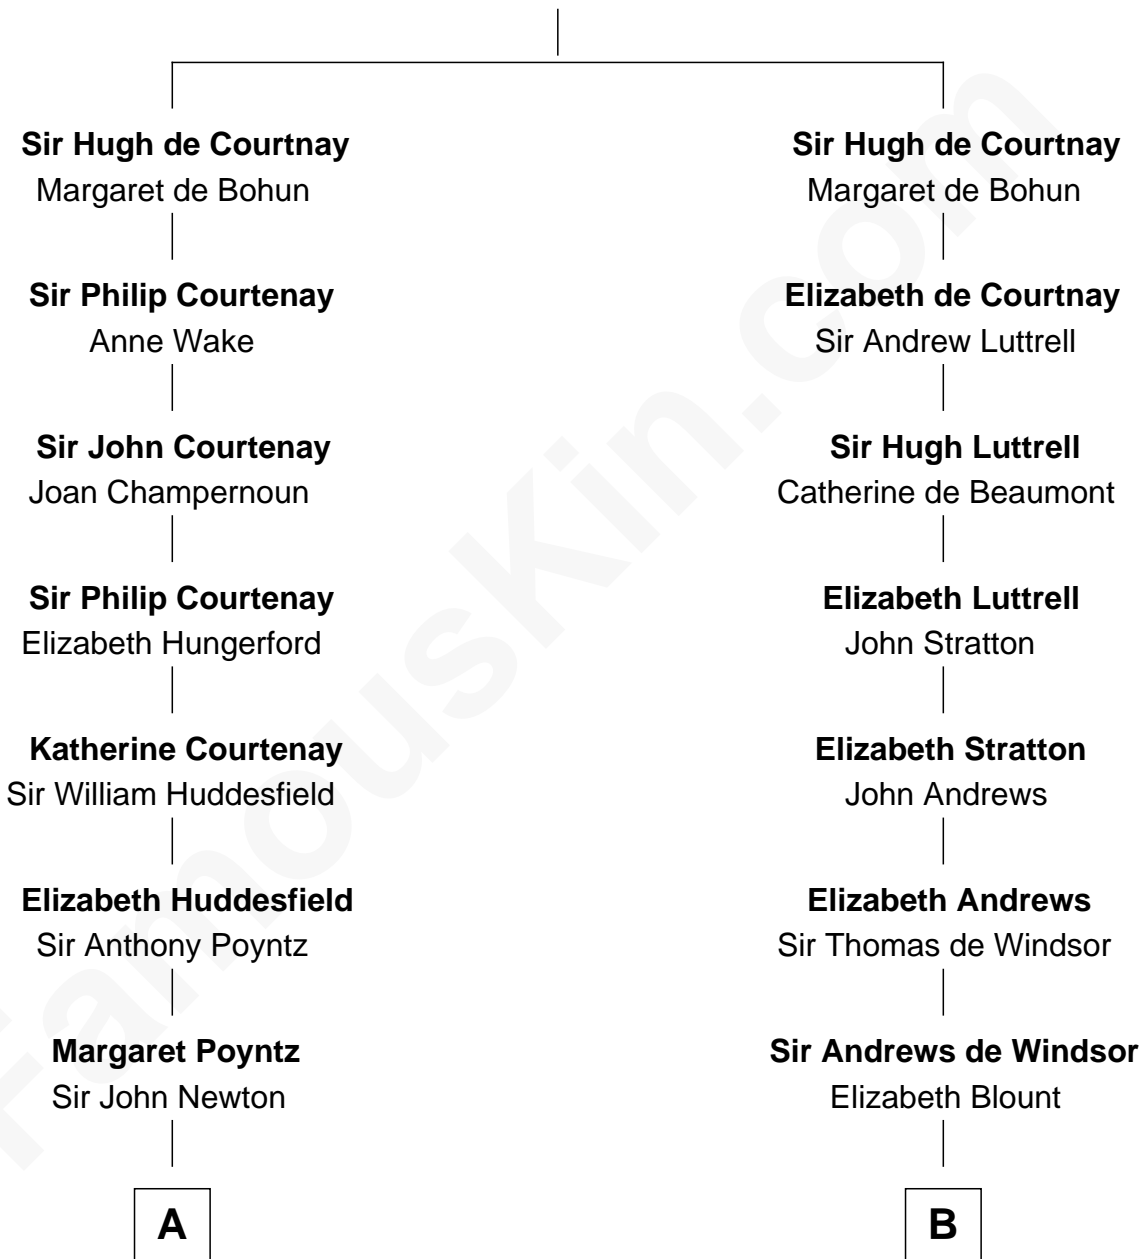 Sir Hugh de Courtnay
Margaret de Bohun
Sir Philip Courtenay
Anne Wake
Sir John Courtenay
Joan Champernoun
Sir Philip Courtenay
Elizabeth Hungerford
Katherine Courtenay
Sir William Huddesfield
Elizabeth Huddesfield
Sir Anthony Poyntz
Margaret Poyntz
Sir John Newton
A
Sir Hugh de Courtnay
Margaret de Bohun
Elizabeth de Courtnay
Sir Andrew Luttrell
Sir Hugh Luttrell
Catherine de Beaumont
Elizabeth Luttrell
John Stratton
Elizabeth Stratton
John Andrews
Elizabeth Andrews
Sir Thomas de Windsor
Sir Andrews de Windsor
Elizabeth Blount
B
FamousKin.com